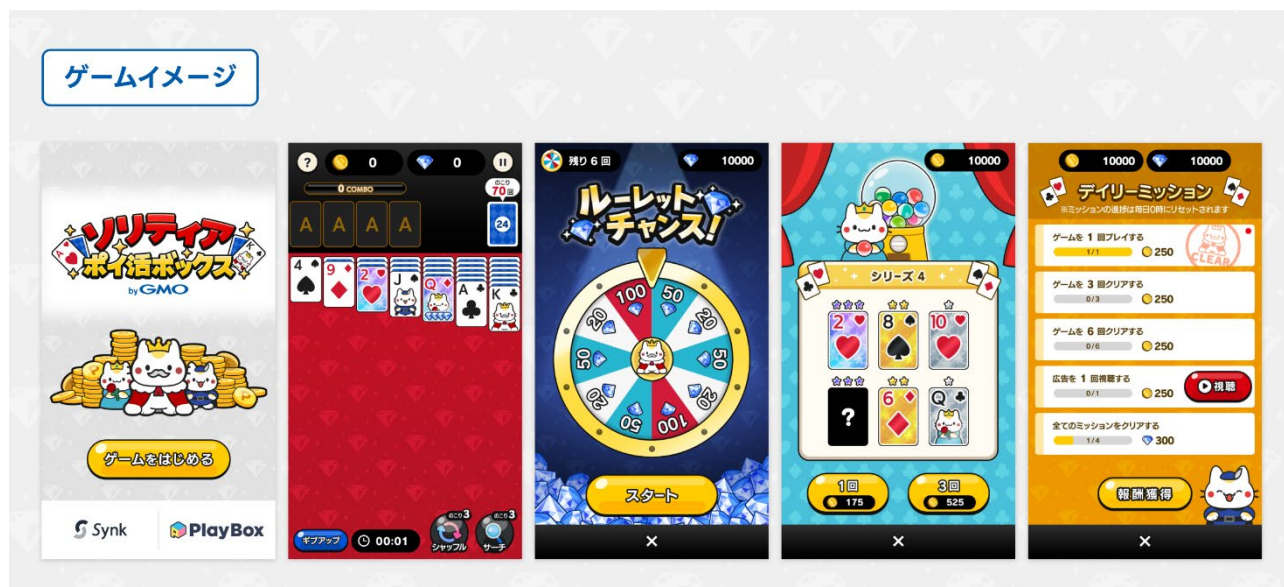 ゲームイメージ
ソリティア
ポイ活ボックス
by GMO
ゲームをはじめる
Synk
PlayBox
?
0
0
0 COMBO
のこり
70回
A A A A
24
4 9 2 J Q A K
ギブアップ
00:01
のこり3
シャッフル
のこり3
サーチ
残り 6 回
10000
ルーレット
チャンス!
100
50
20
50
20
100
50
20
50
20
スタート
×
10000
シリーズ 4
2 8 10
? 6 Q
1回
175
3回
525
×
10000
10000
デイリーミッション
※ミッションの進捗は毎日0時にリセットされます
ゲームを 1 回プレイする
1/1
250
CLEAR
ゲームを 3 回クリアする
0/3
250
ゲームを 6 回クリアする
0/6
250
広告を 1 回視聴する
0/1
250
視聴
全てのミッションをクリアする
1/4
300
報酬獲得
×